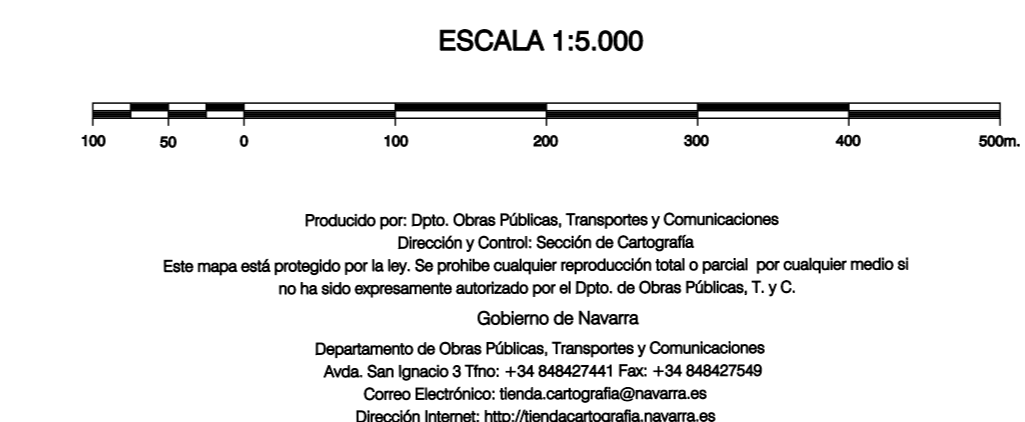 ESCALA 1:5.000
100 50 0 100 200 300 400 500m.
Producido por: Dpto. Obras Públicas, Transportes y Comunicaciones
Dirección y Control: Sección de Cartografía
Este mapa está protegido por la ley. Se prohibe cualquier reproducción total o parcial por cualquier medio si
no ha sido expresamente autorizado por el Dpto. de Obras Públicas, T. y C.
Gobierno de Navarra
Departamento de Obras Públicas, Transportes y Comunicaciones
Avda. San Ignacio 3 Tfno: +34 848427441 Fax: +34 848427549
Correo Electrónico: tienda.cartografia@navarra.es
Dirección Internet: http://tiendacartografia.navarra.es